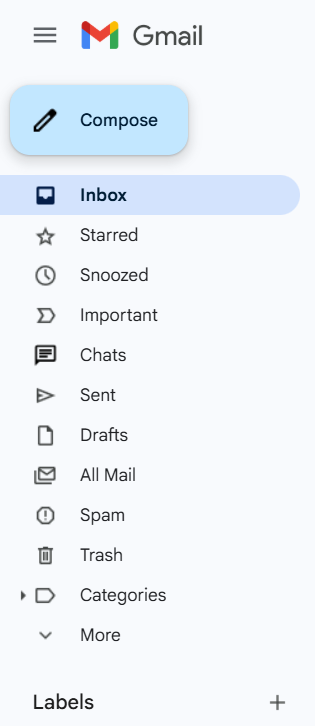 Gmail
Compose
Inbox
Starred
Snoozed
Important
Chats
Sent
Drafts
All Mail
Spam
Trash
Categories
More
Labels